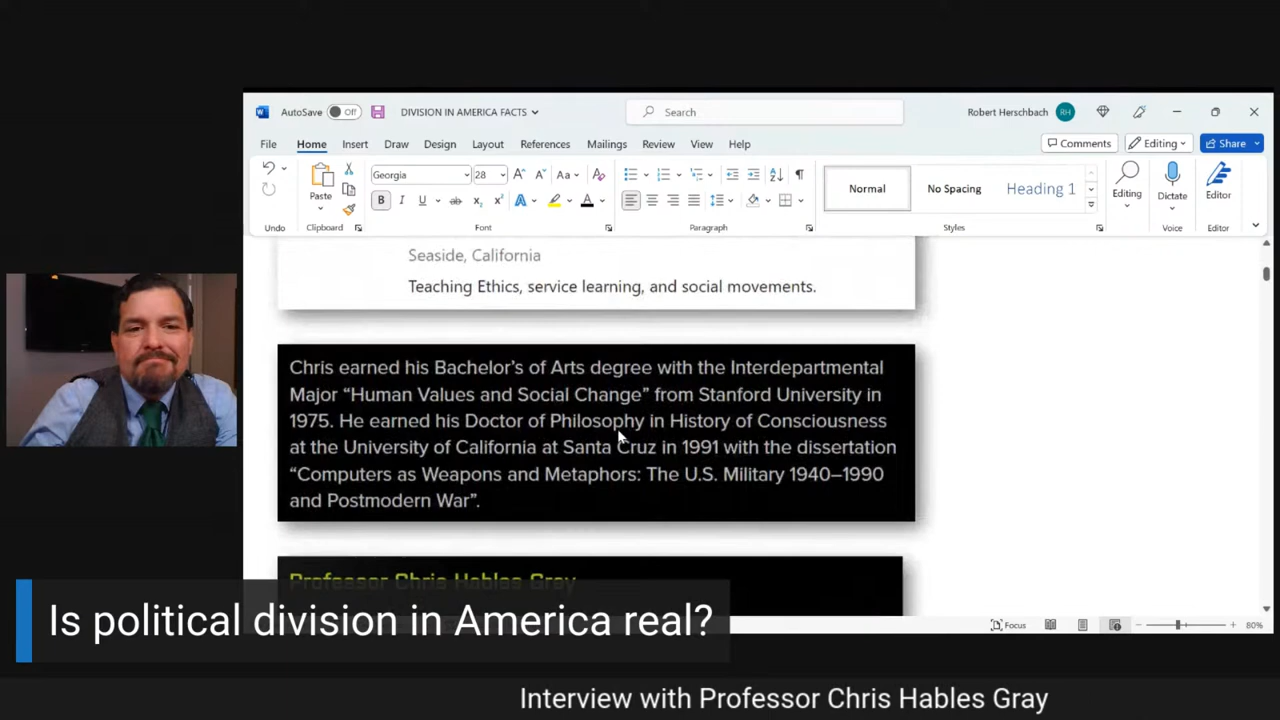 AutoSave
Off
DIVISION IN AMERICA FACTS
Search
Robert Herschbach
RH
File
Home
Insert
Draw
Design
Layout
References
Mailings
Review
View
Help
Comments
Editing
Share
Paste
Georgia
28
Normal
No Spacing
Heading 1
Editing
Dictate
Editor
Undo
Clipboard
Font
Paragraph
Styles
Voice
Editor
Seaside, California
Teaching Ethics, service learning, and social movements.
Chris earned his Bachelor’s of Arts degree with the Interdepartmental
Major “Human Values and Social Change” from Stanford University in
1975. He earned his Doctor of Philosophy in History of Consciousness
at the University of California at Santa Cruz in 1991 with the dissertation
“Computers as Weapons and Metaphors: The U.S. Military 1940–1990
and Postmodern War”.
Professor Chris Hables Gray
Is political division in America real?
Focus
80%
Interview with Professor Chris Hables Gray